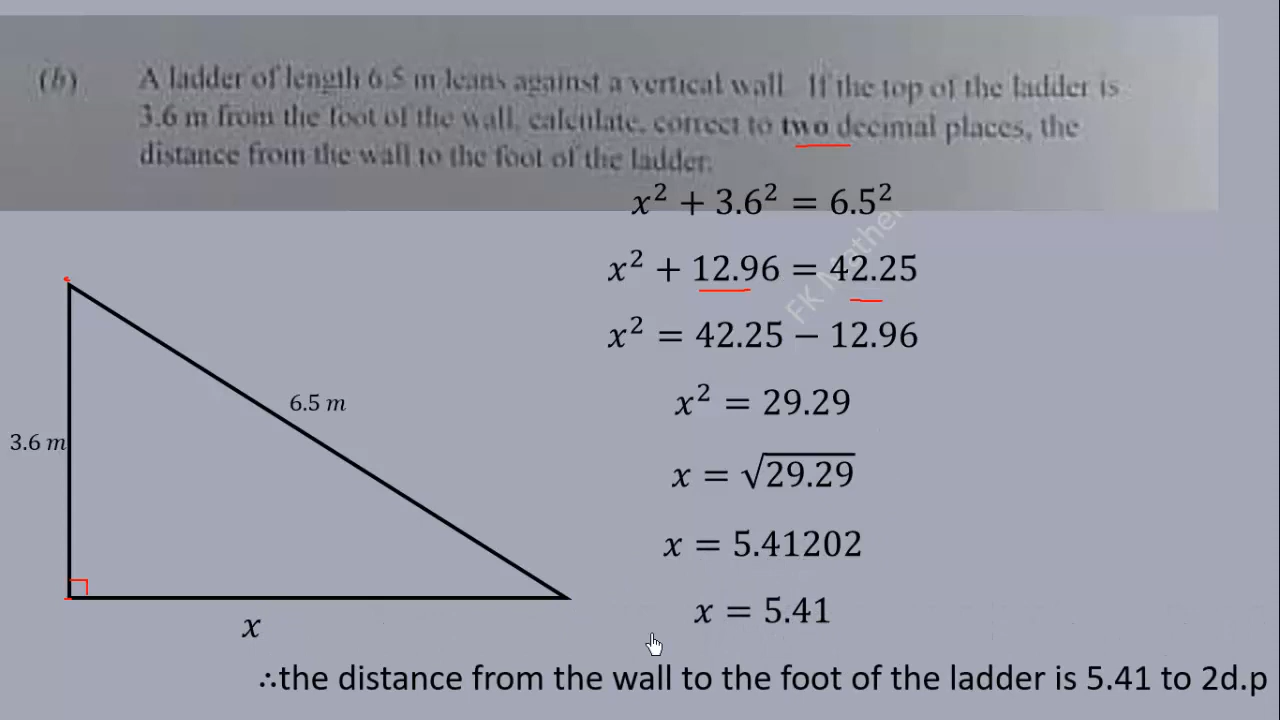 (b) A ladder of length 6.5 m leans against a vertical wall. If the top of the ladder is
3.6 m from the foot of the wall, calculate, correct to two decimal places, the
distance from the wall to the foot of the ladder.
x² + 3.6² = 6.5²
x² + 12.96 = 42.25
x² = 42.25 − 12.96
x² = 29.29
x = √29.29
x = 5.41202
x = 5.41
6.5 m
3.6 m
x
∴the distance from the wall to the foot of the ladder is 5.41 to 2d.p
FK